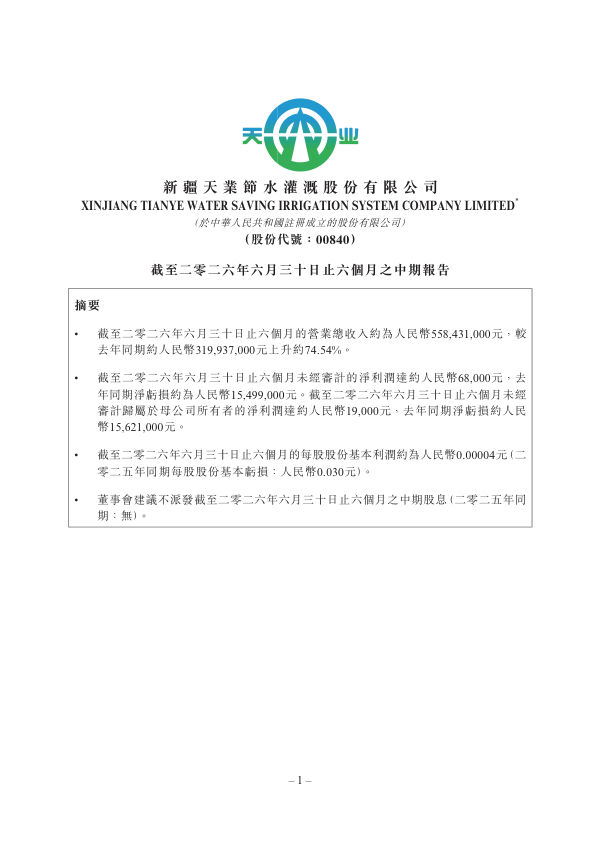 天业
新疆天業節水灌溉股份有限公司
XINJIANG TIANYE WATER SAVING IRRIGATION SYSTEM COMPANY LIMITED*
(於中華人民共和國註冊成立的股份有限公司)
(股份代號：00840)
截至二零二六年六月三十日止六個月之中期報告
摘要
• 截至二零二六年六月三十日止六個月的營業總收入約為人民幣558,431,000元，較
去年同期約人民幣319,937,000元上升約74.54%。
• 截至二零二六年六月三十日止六個月未經審計的淨利潤達約人民幣68,000元，去
年同期淨虧損約為人民幣15,499,000元。截至二零二六年六月三十日止六個月未經
審計歸屬於母公司所有者的淨利潤達約人民幣19,000元，去年同期淨虧損約人民
幣15,621,000元。
• 截至二零二六年六月三十日止六個月的每股股份基本利潤約為人民幣0.00004元(二
零二五年同期每股股份基本虧損：人民幣0.030元)。
• 董事會建議不派發截至二零二六年六月三十日止六個月之中期股息(二零二五年同
期：無)。
– 1 –